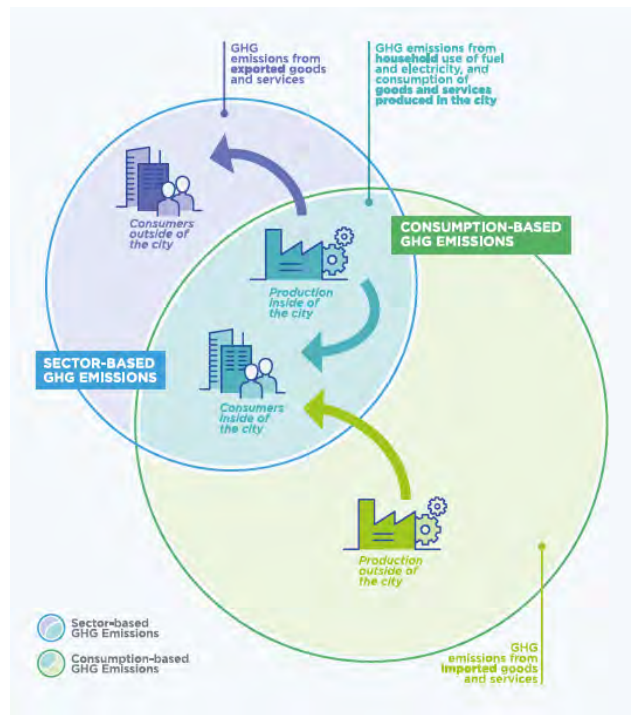 GHG
emissions from
exported goods
and services
GHG emissions from
household use of fuel
and electricity, and
consumption of
goods and services
produced in the city
Consumers
outside of
the city
CONSUMPTION-BASED
GHG EMISSIONS
Production
inside of
the city
SECTOR-BASED
GHG EMISSIONS
Consumers
inside of
the city
Production
outside of
the city
Sector-based
GHG Emissions
Consumption-based
GHG Emissions
GHG
emissions from
imported goods
and services